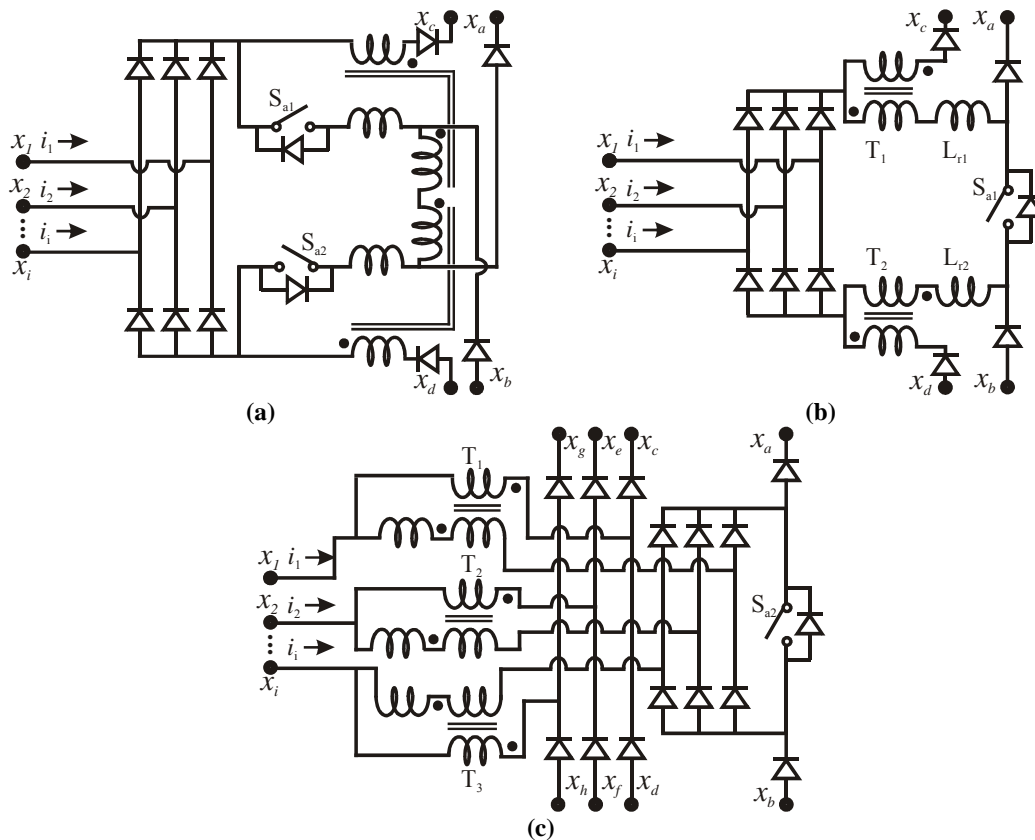 x_c x_a
S_a1
x_1 i_1
x_2 i_2
i_i
x_i
S_a2
x_d x_b
(a)
x_c x_a
T_1 L_r1
x_1 i_1
x_2 i_2
i_i
x_i
S_a1
T_2 L_r2
x_d x_b
(b)
x_g x_e x_c x_a
T_1
x_1 i_1
T_2
x_2 i_2
i_i
x_i
S_a2
T_3
x_h x_f x_d x_b
(c)